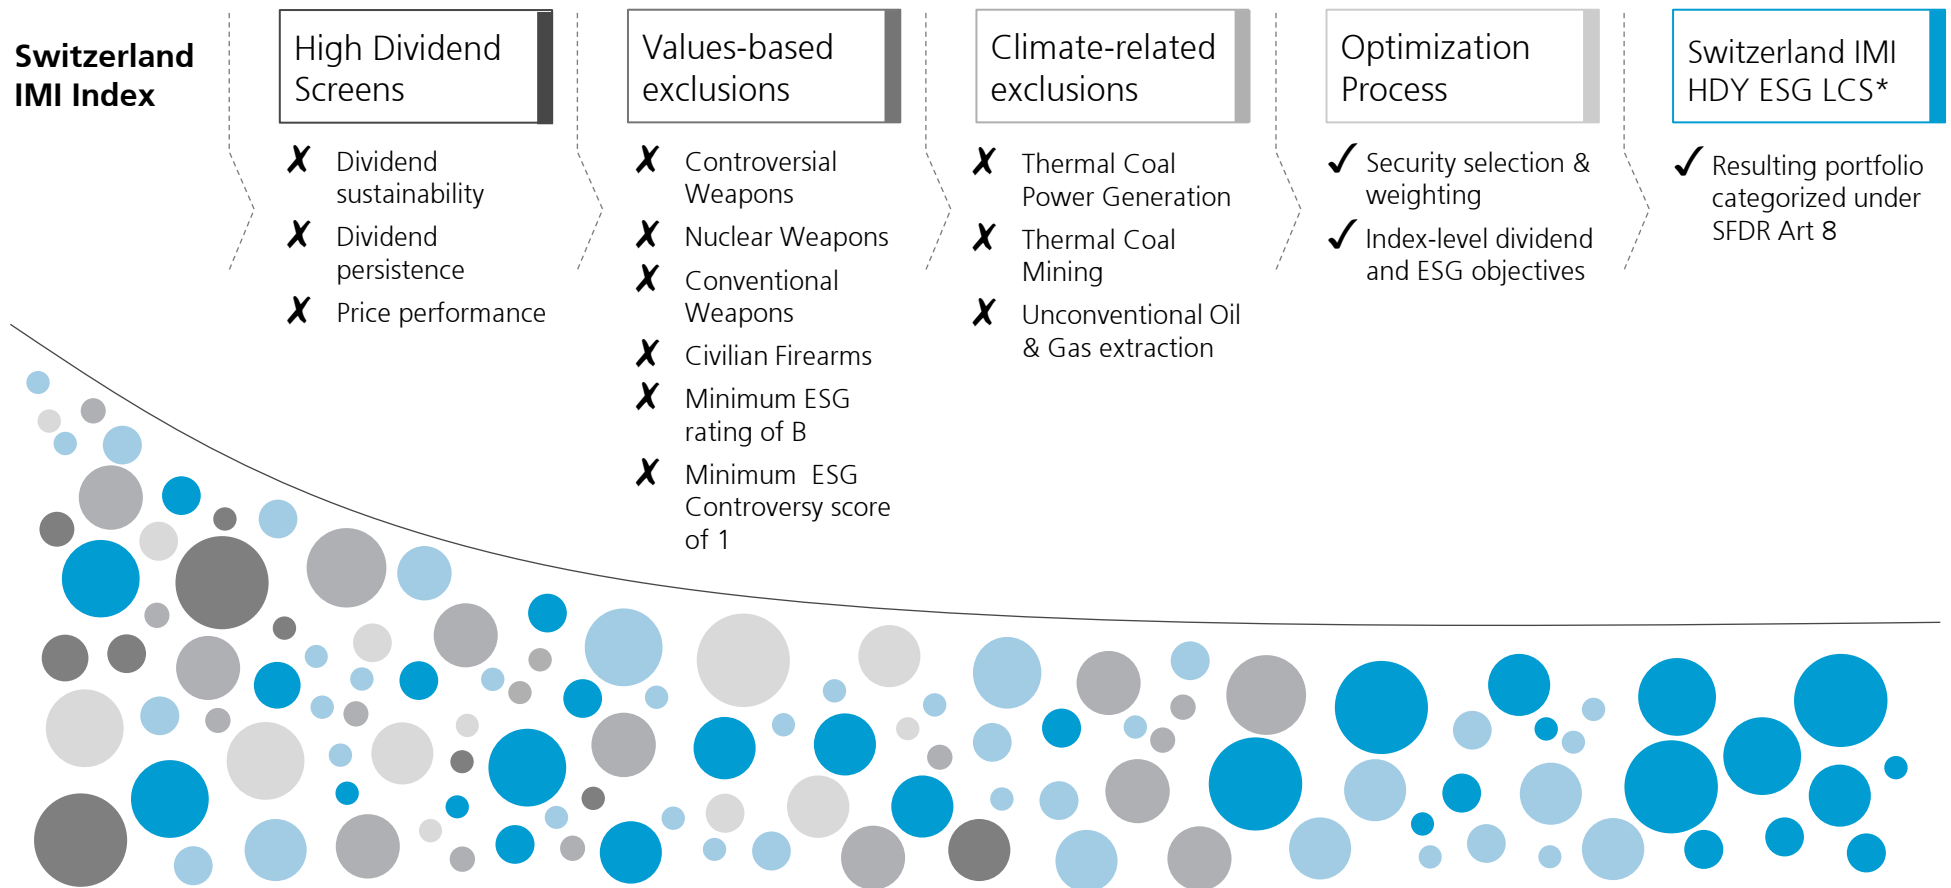 Switzerland
IMI Index
High Dividend
Screens
✗ Dividend
sustainability
✗ Dividend
persistence
✗ Price performance
Values-based
exclusions
✗ Controversial
Weapons
✗ Nuclear Weapons
✗ Conventional
Weapons
✗ Civilian Firearms
✗ Minimum ESG
rating of B
✗ Minimum  ESG
Controversy score
of 1
Climate-related
exclusions
✗ Thermal Coal
Power Generation
✗ Thermal Coal
Mining
✗ Unconventional Oil
& Gas extraction
Optimization
Process
✓ Security selection &
weighting
✓ Index-level dividend
and ESG objectives
Switzerland IMI
HDY ESG LCS*
✓ Resulting portfolio
categorized under
SFDR Art 8